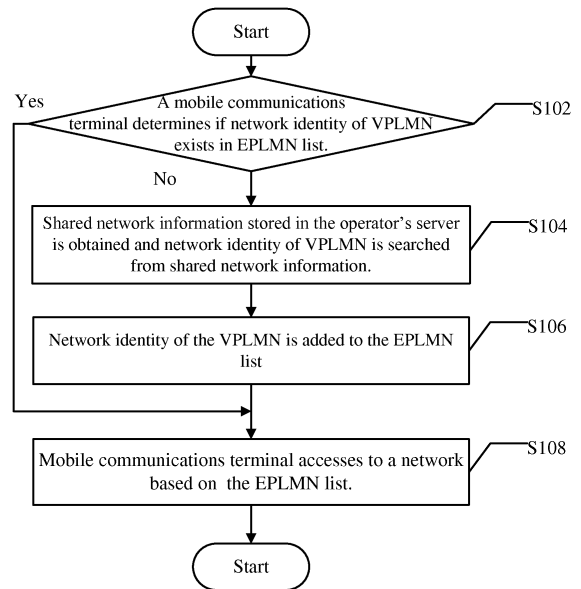 Start
Yes
A mobile communications
terminal determines if network identity of VPLMN
exists in EPLMN list.
S102
No
Shared network information stored in the operator's server
is obtained and network identity of VPLMN is searched
from shared network information.
S104
Network identity of the VPLMN is added to the EPLMN
list
S106
Mobile communications terminal accesses to a network
based on the EPLMN list.
S108
Start